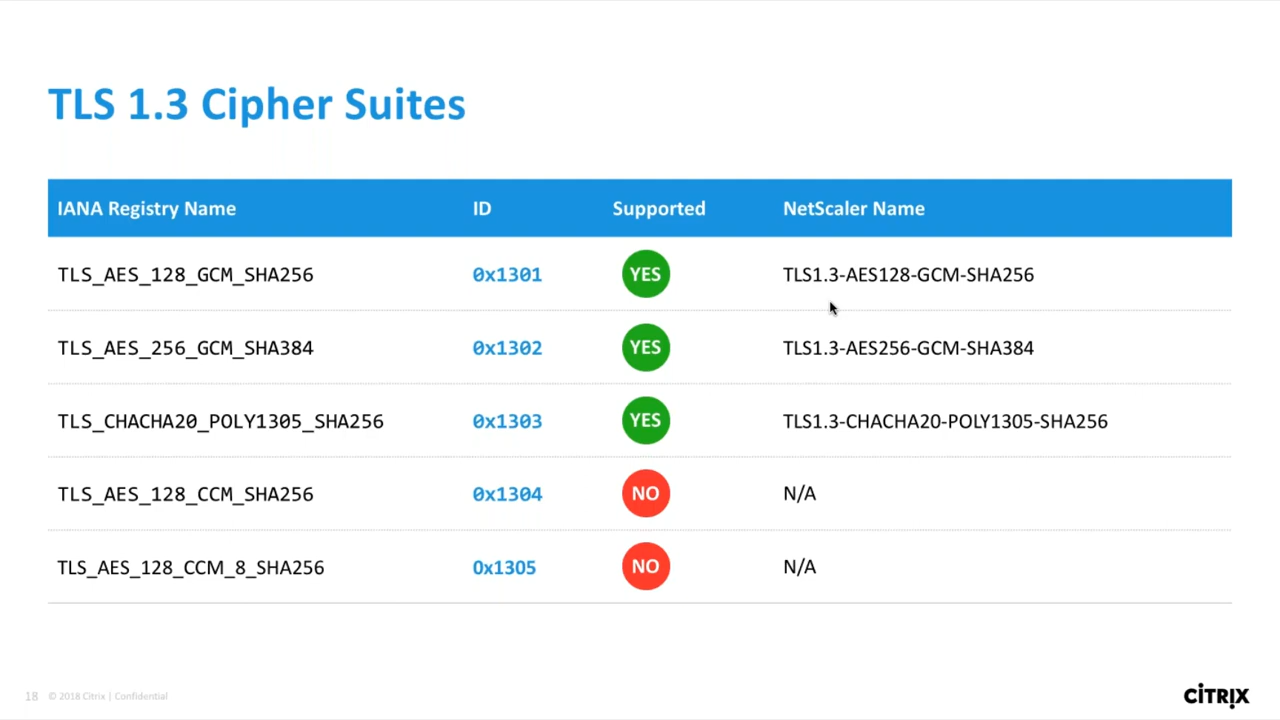 TLS 1.3 Cipher Suites
IANA Registry Name ID Supported NetScaler Name
TLS_AES_128_GCM_SHA256 0x1301 YES TLS1.3-AES128-GCM-SHA256
TLS_AES_256_GCM_SHA384 0x1302 YES TLS1.3-AES256-GCM-SHA384
TLS_CHACHA20_POLY1305_SHA256 0x1303 YES TLS1.3-CHACHA20-POLY1305-SHA256
TLS_AES_128_CCM_SHA256 0x1304 NO N/A
TLS_AES_128_CCM_8_SHA256 0x1305 NO N/A
18 © 2018 Citrix | Confidential
CITRIX